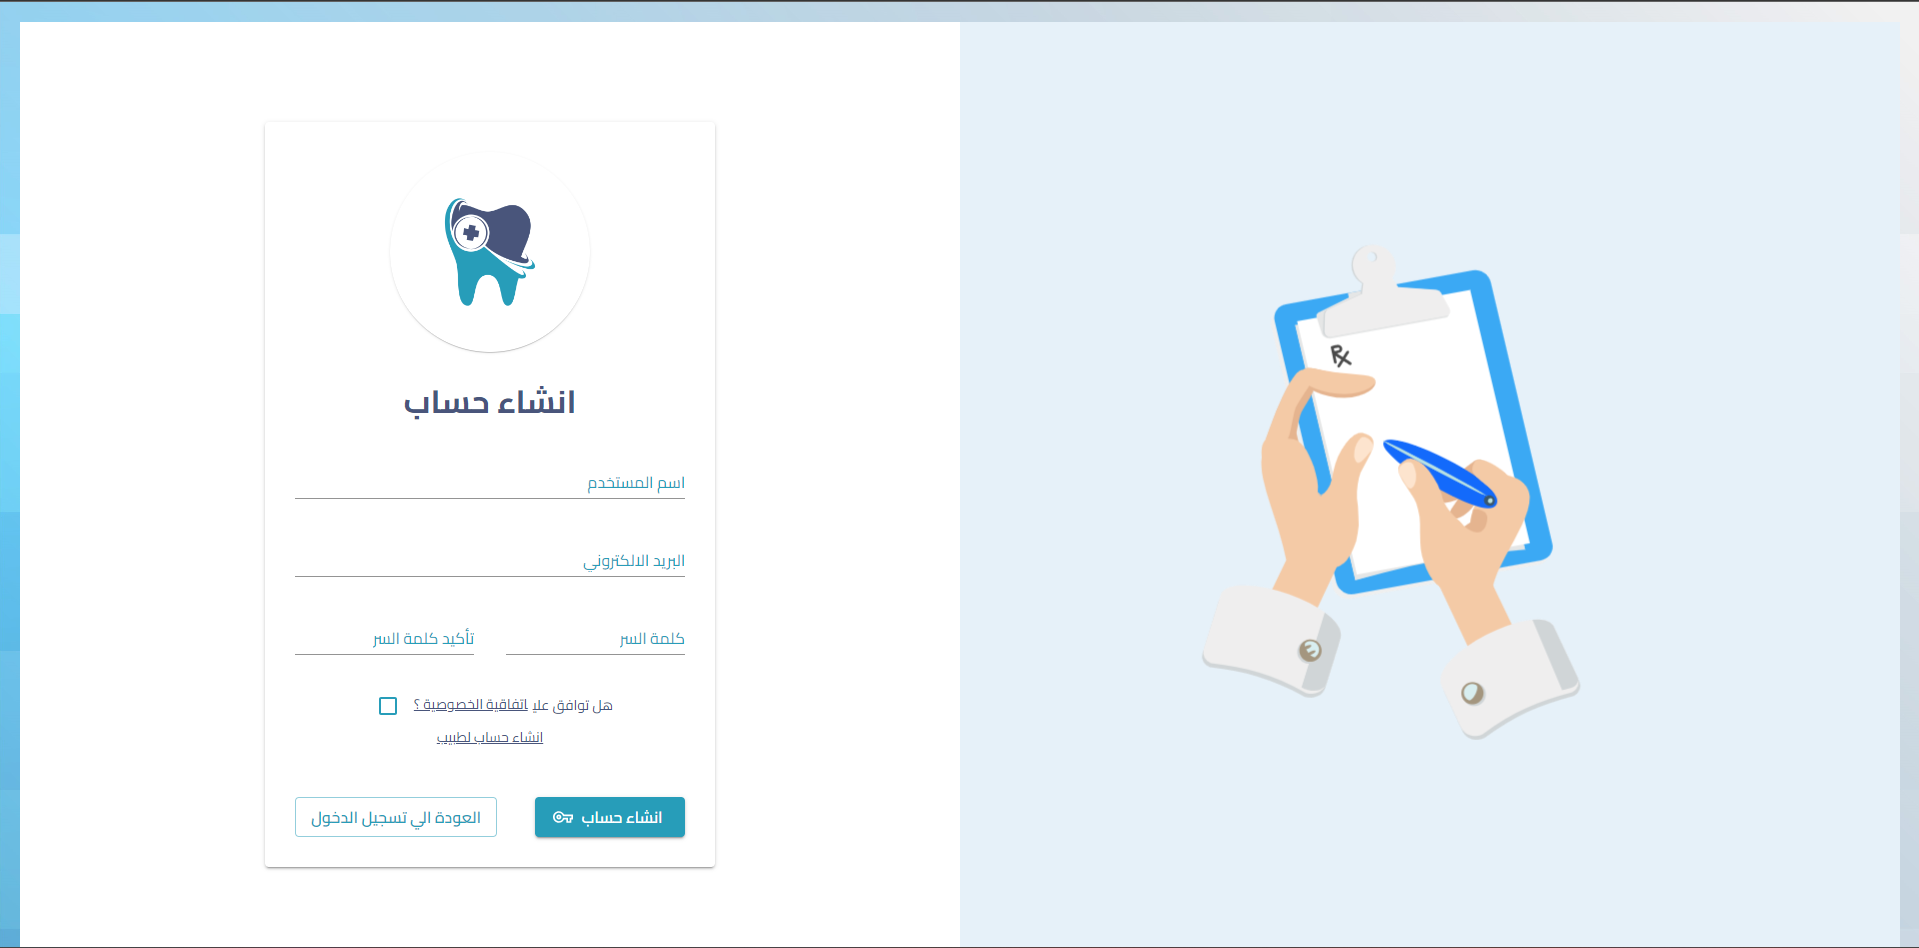 انشاء حساب
اسم المستخدم
البريد الالكتروني
كلمة السر
تأكيد كلمة السر
هل توافق علي اتفاقية الخصوصية ؟
انشاء حساب لطبيب
انشاء حساب
العودة الي تسجيل الدخول
℞